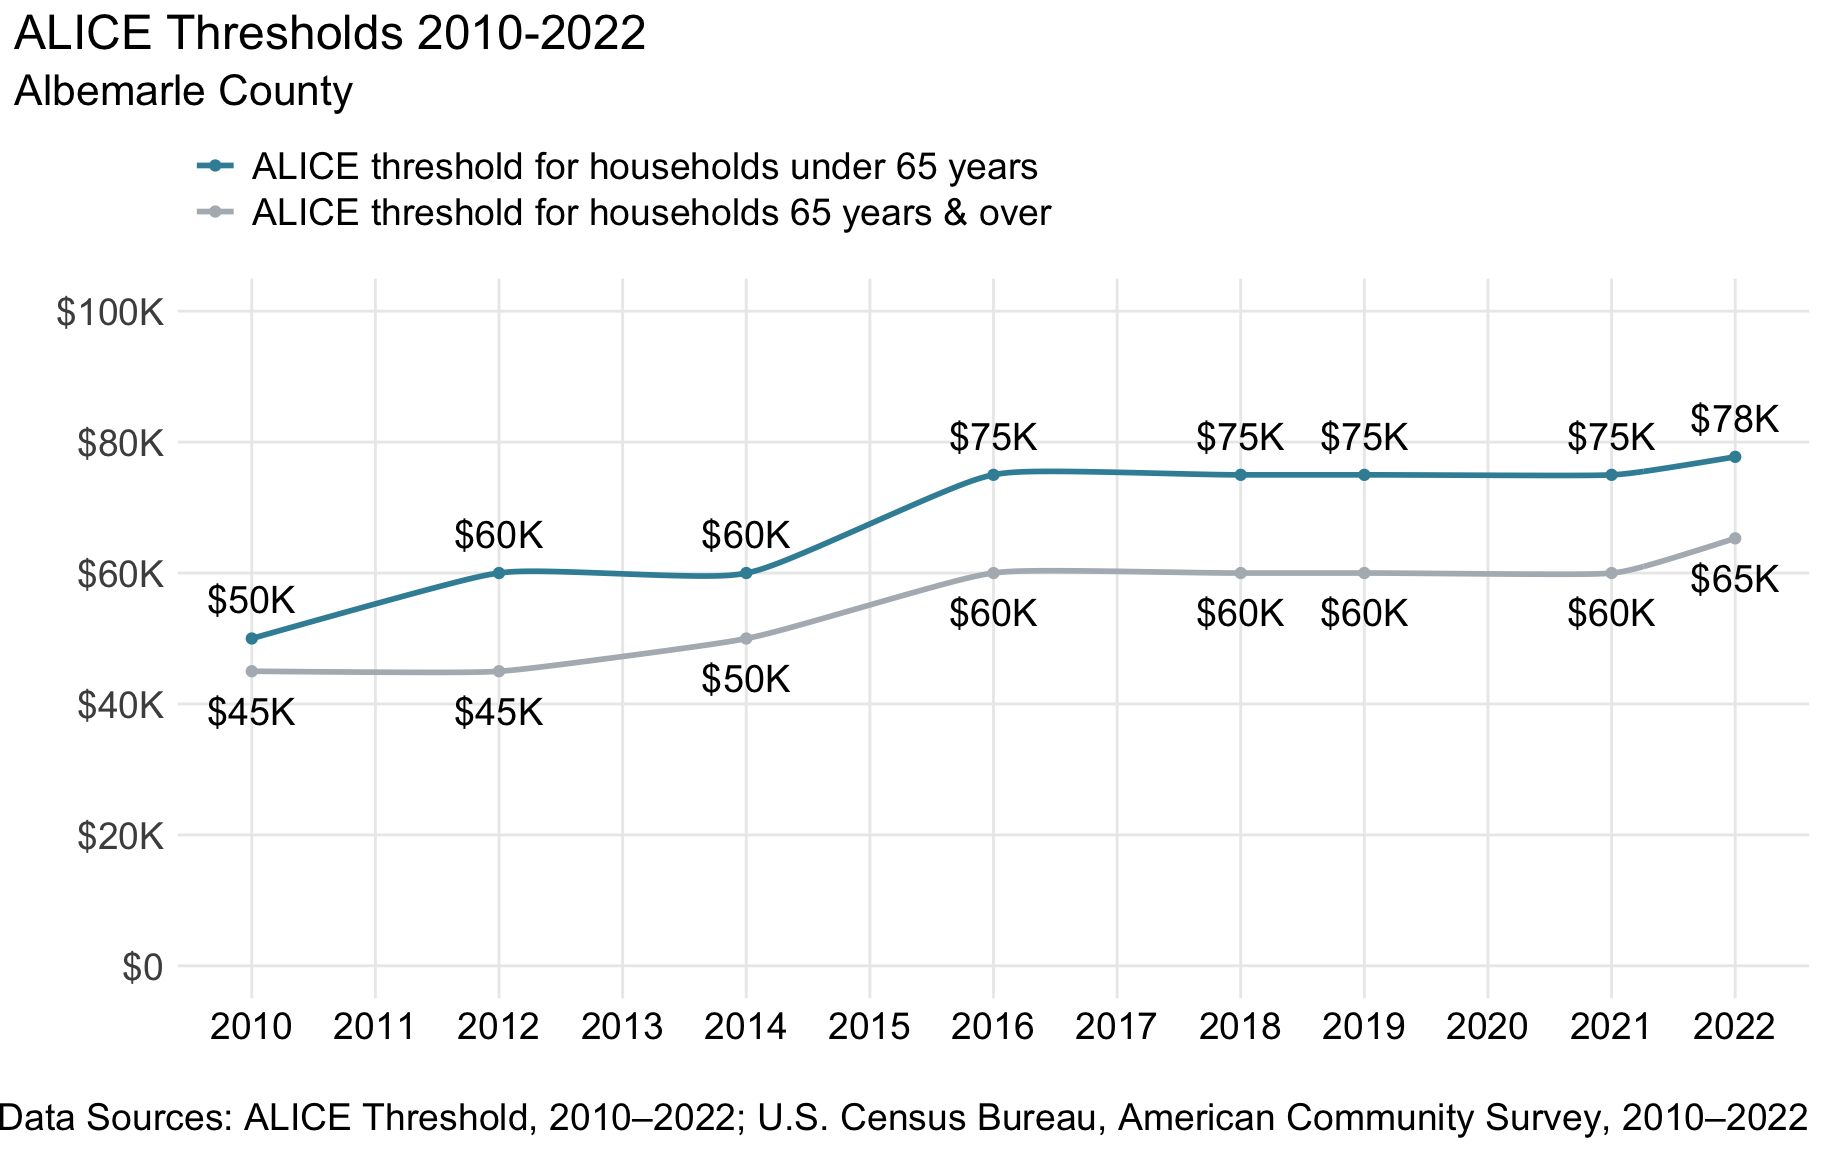 ALICE Thresholds 2010-2022
Albemarle County
ALICE threshold for households under 65 years
ALICE threshold for households 65 years & over
$100K
$80K
$60K
$40K
$20K
$0
$50K
$60K
$60K
$75K
$75K
$75K
$75K
$78K
$45K
$45K
$50K
$60K
$60K
$60K
$60K
$65K
2010 2011 2012 2013 2014 2015 2016 2017 2018 2019 2020 2021 2022
Data Sources: ALICE Threshold, 2010–2022; U.S. Census Bureau, American Community Survey, 2010–2022